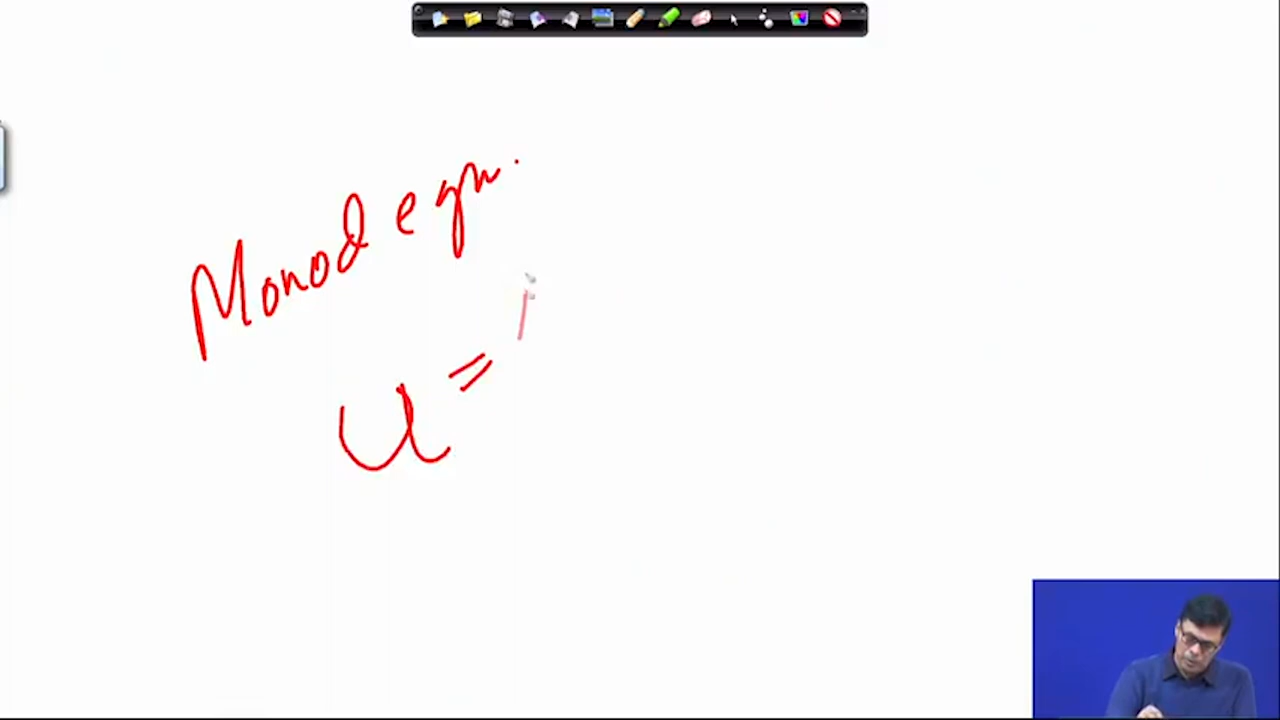 Monod eqn.
u =